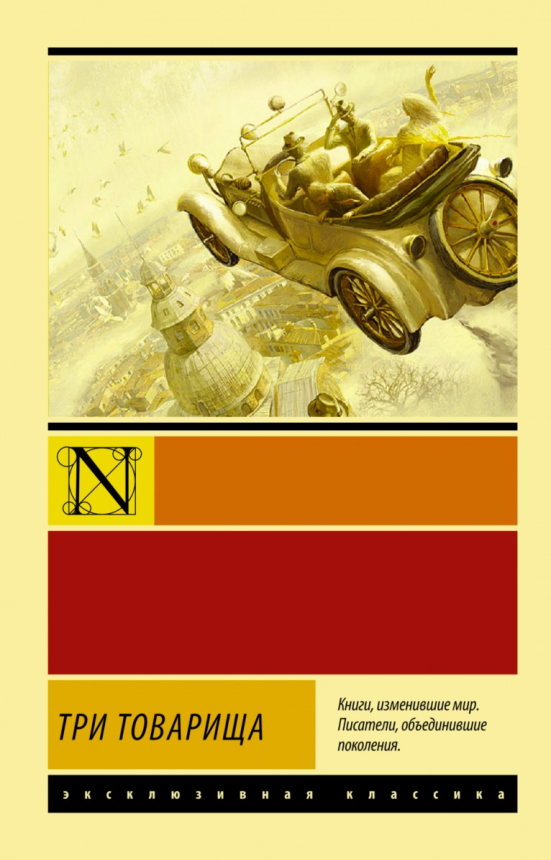 N
ТРИ ТОВАРИЩА
Книги, изменившие мир.
Писатели, объединившие
поколения.
эксклюзивная классика